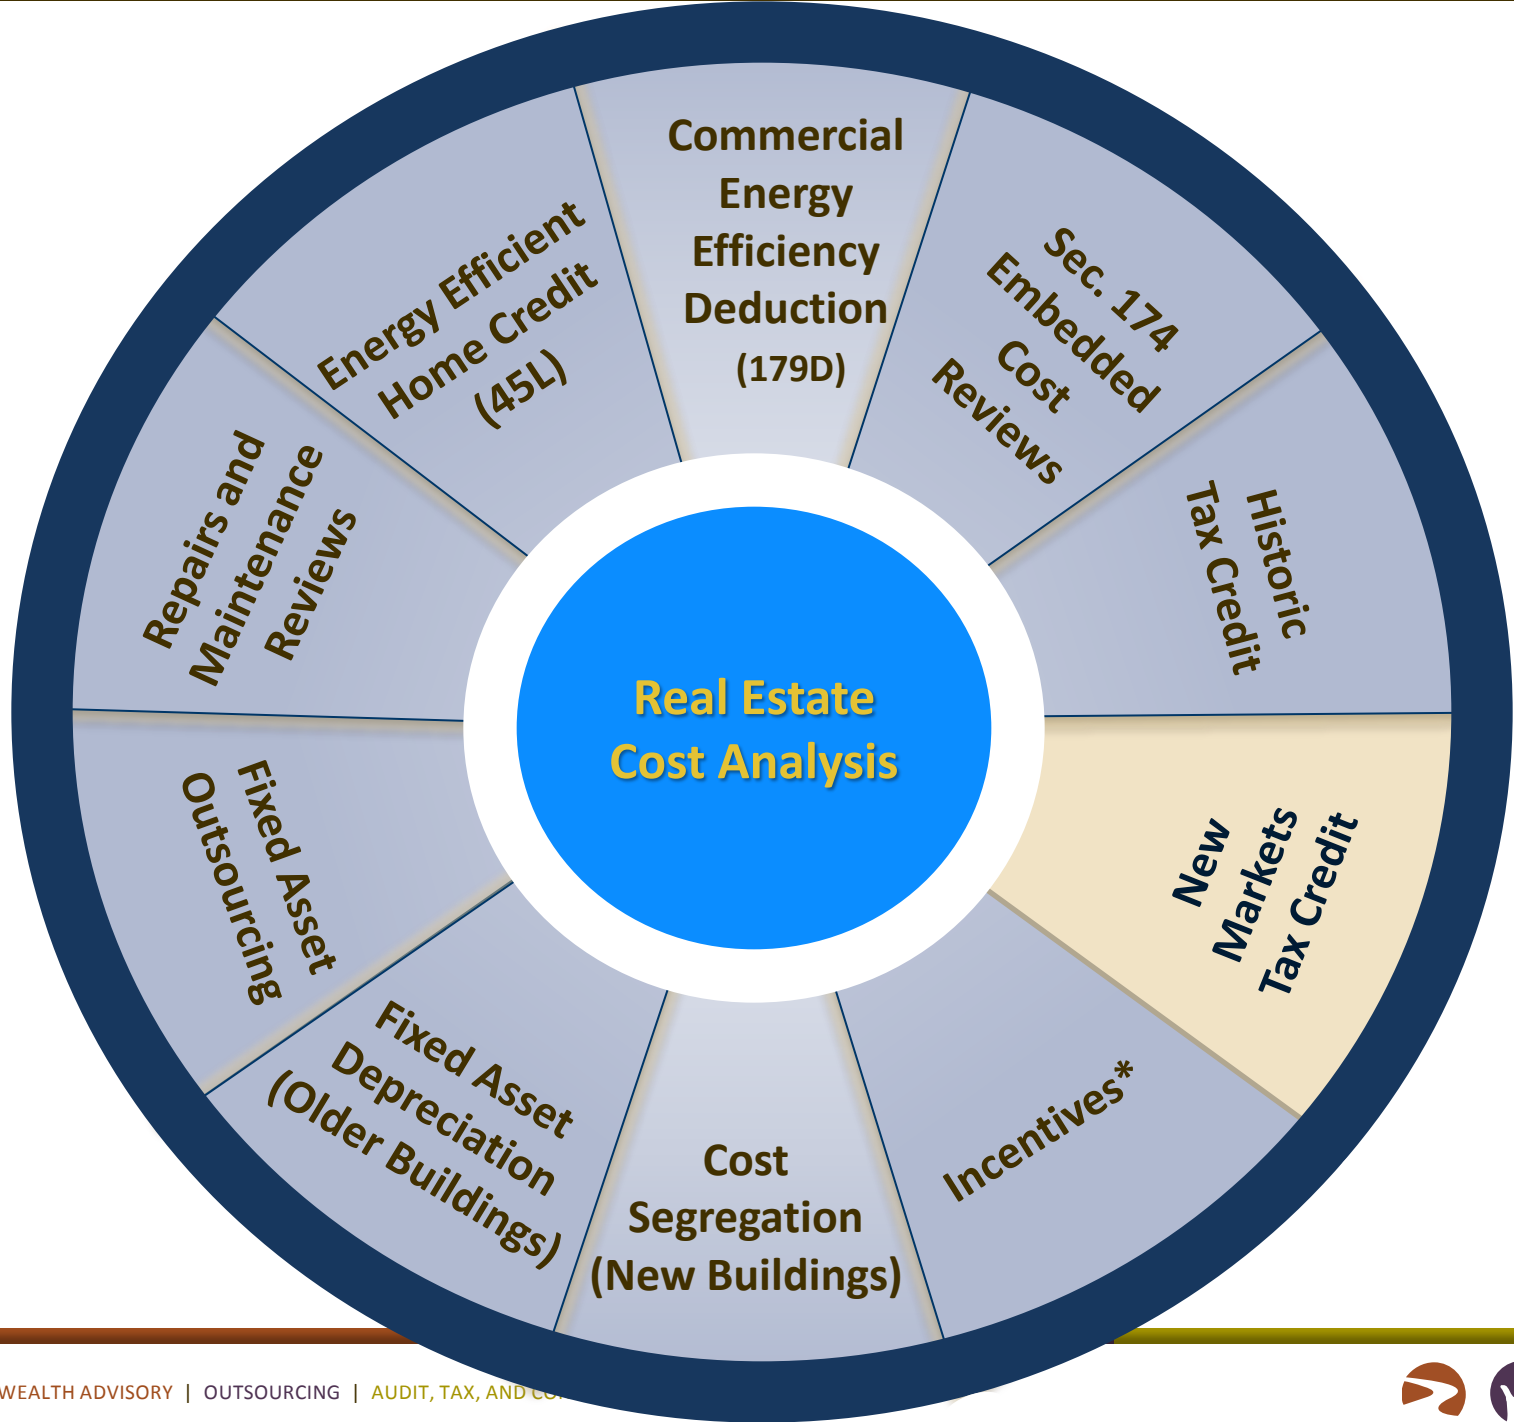 Commercial
Energy
Efficiency
Deduction
(179D)
Sec. 174
Embedded
Cost
Reviews
Historic
Tax Credit
New
Markets
Tax Credit
Incentives*
Cost
Segregation
(New Buildings)
Fixed Asset
Depreciation
(Older Buildings)
Fixed Asset
Outsourcing
Repairs and
Maintenance
Reviews
Energy Efficient
Home Credit
(45L)
Real Estate
Cost Analysis
WEALTH ADVISORY | OUTSOURCING | AUDIT, TAX, AND